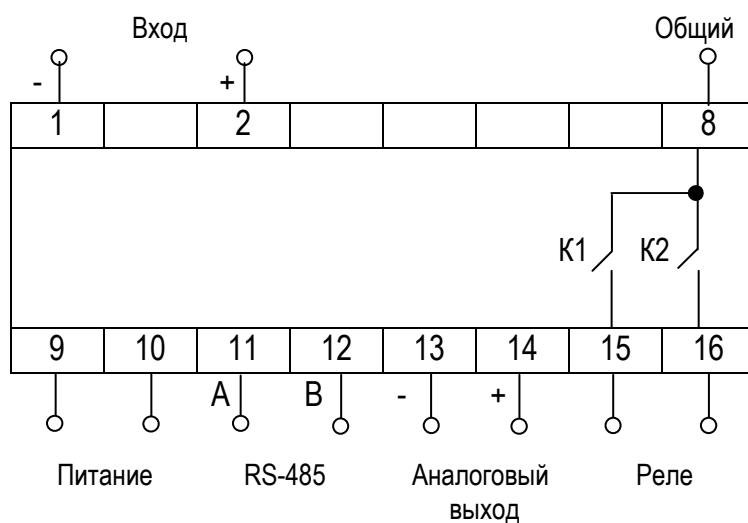 Вход
Общий
- +
1 2 8
К1 К2
9 10 11 12 13 14 15 16
A B - +
Питание RS-485 Аналоговый выход Реле